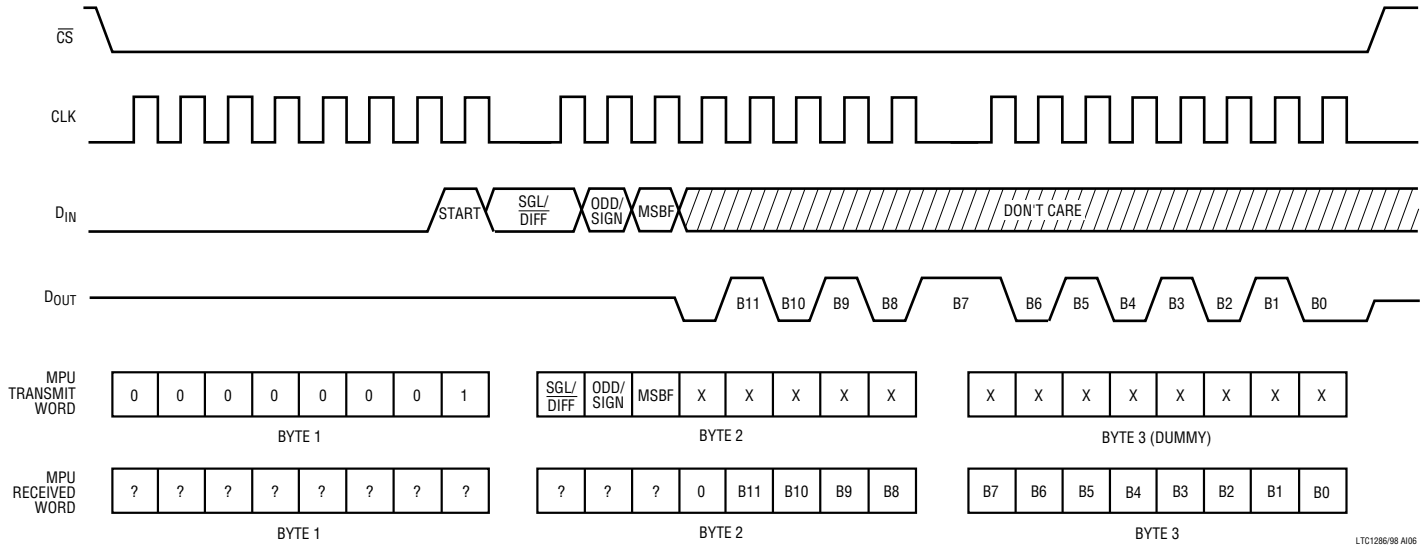 CS
CLK
DIN START SGL/ DIFF ODD/ SIGN MSBF DON'T CARE
DOUT B11 B10 B9 B8 B7 B6 B5 B4 B3 B2 B1 B0
MPU
TRANSMIT
WORD
0 0 0 0 0 0 0 1
SGL/ DIFF ODD/ SIGN MSBF X X X X X
X X X X X X X X
BYTE 1
BYTE 2
BYTE 3 (DUMMY)
MPU
RECEIVED
WORD
? ? ? ? ? ? ? ?
? ? ? 0 B11 B10 B9 B8
B7 B6 B5 B4 B3 B2 B1 B0
BYTE 1
BYTE 2
BYTE 3
LTC1286/98 AI06